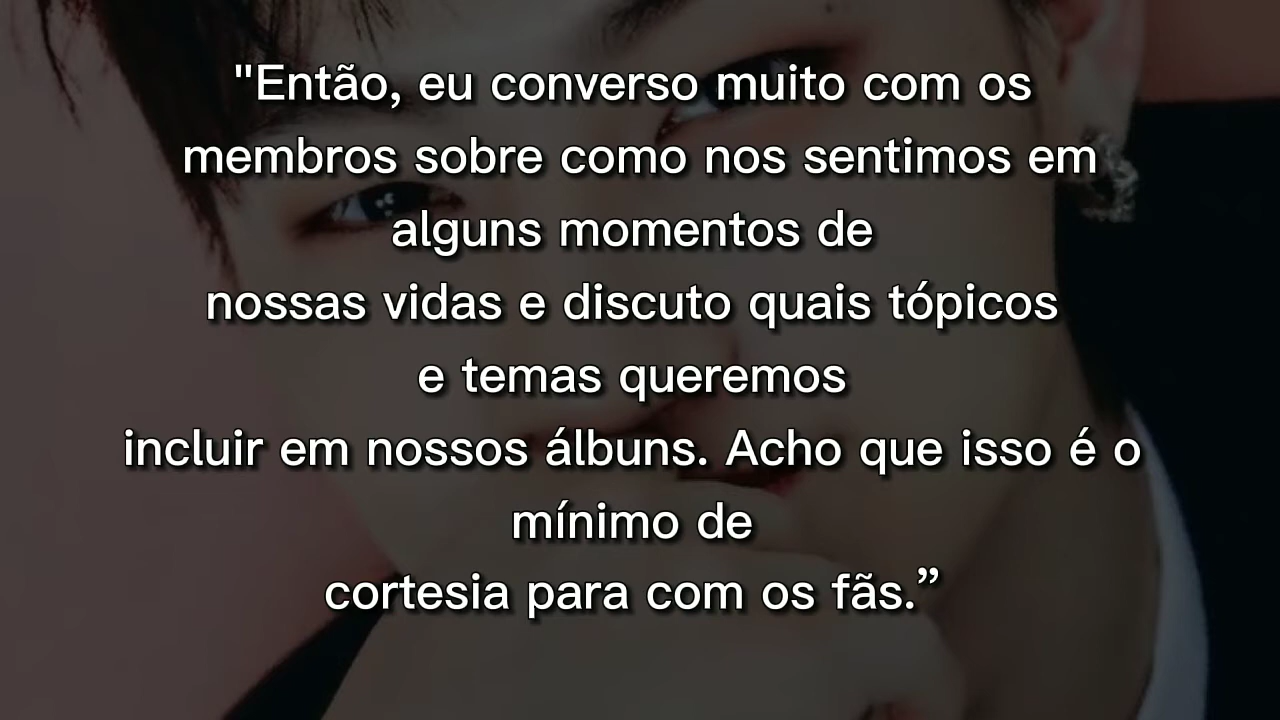 "Então, eu converso muito com os
membros sobre como nos sentimos em
alguns momentos de
nossas vidas e discuto quais tópicos
e temas queremos
incluir em nossos álbuns. Acho que isso é o
mínimo de
cortesia para com os fãs.”